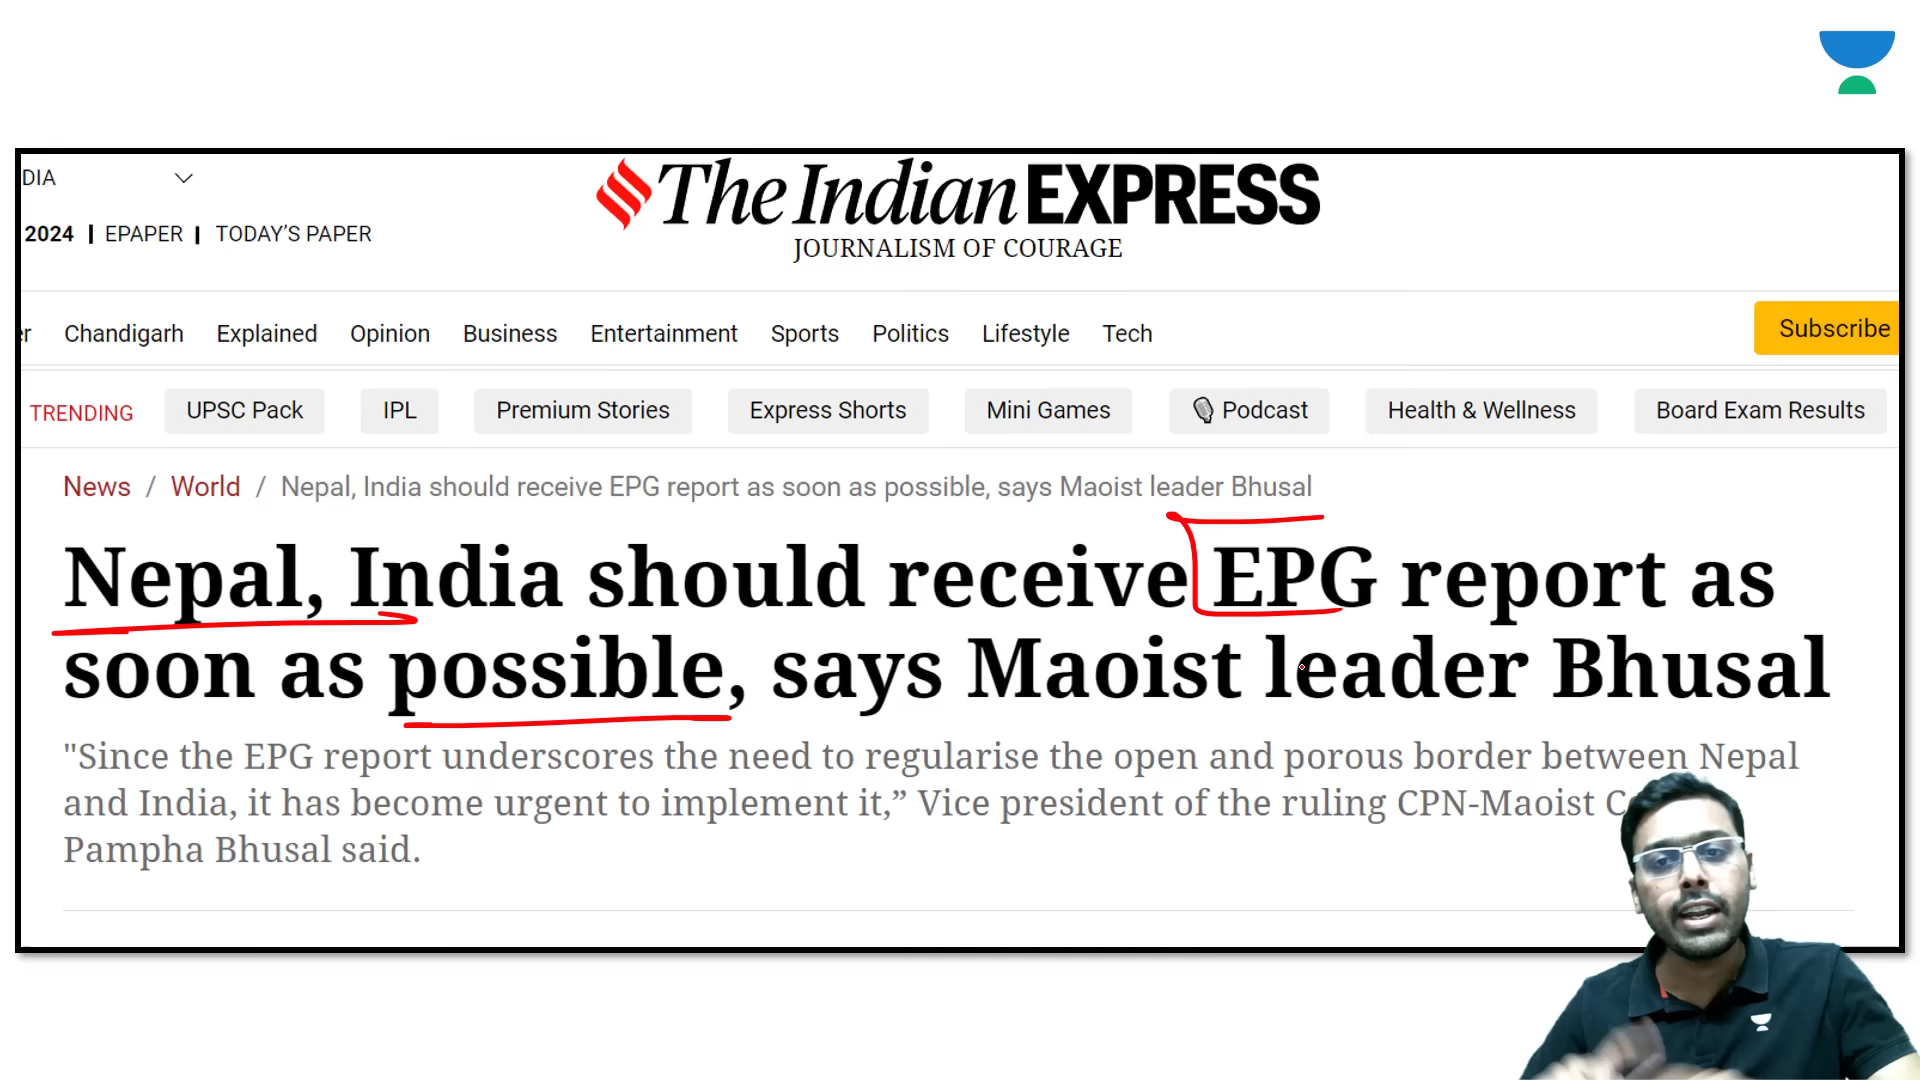 DIA
The Indian EXPRESS
JOURNALISM OF COURAGE
2024 | EPAPER | TODAY'S PAPER
er Chandigarh Explained Opinion Business Entertainment Sports Politics Lifestyle Tech
Subscribe
TRENDING UPSC Pack IPL Premium Stories Express Shorts Mini Games Podcast Health & Wellness Board Exam Results
News / World / Nepal, India should receive EPG report as soon as possible, says Maoist leader Bhusal
Nepal, India should receive EPG report as
soon as possible, says Maoist leader Bhusal
"Since the EPG report underscores the need to regularise the open and porous border between Nepal
and India, it has become urgent to implement it,” Vice president of the ruling CPN-Maoist C
Pampha Bhusal said.